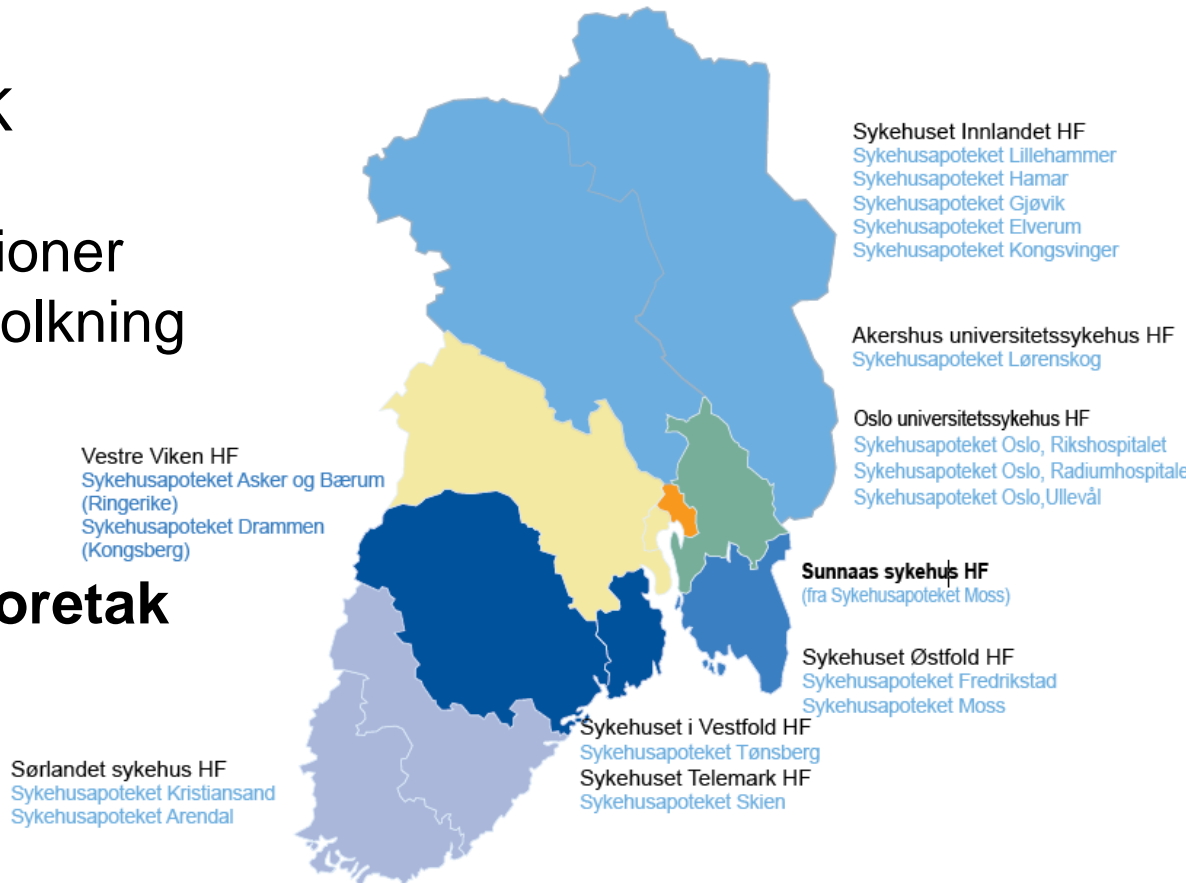 k
ioner
olkning
oretak
Sykehuset Innlandet HF
Sykehusapoteket Lillehammer
Sykehusapoteket Hamar
Sykehusapoteket Gjøvik
Sykehusapoteket Elverum
Sykehusapoteket Kongsvinger
Akershus universitetssykehus HF
Sykehusapoteket Lørenskog
Oslo universitetssykehus HF
Sykehusapoteket Oslo, Rikshospitalet
Sykehusapoteket Oslo, Radiumhospitale
Sykehusapoteket Oslo,Ullevål
Vestre Viken HF
Sykehusapoteket Asker og Bærum
(Ringerike)
Sykehusapoteket Drammen
(Kongsberg)
Sunnaas sykehus HF
(fra Sykehusapoteket Moss)
Sykehuset Østfold HF
Sykehusapoteket Fredrikstad
Sykehusapoteket Moss
Sykehuset i Vestfold HF
Sykehusapoteket Tønsberg
Sykehuset Telemark HF
Sykehusapoteket Skien
Sørlandet sykehus HF
Sykehusapoteket Kristiansand
Sykehusapoteket Arendal